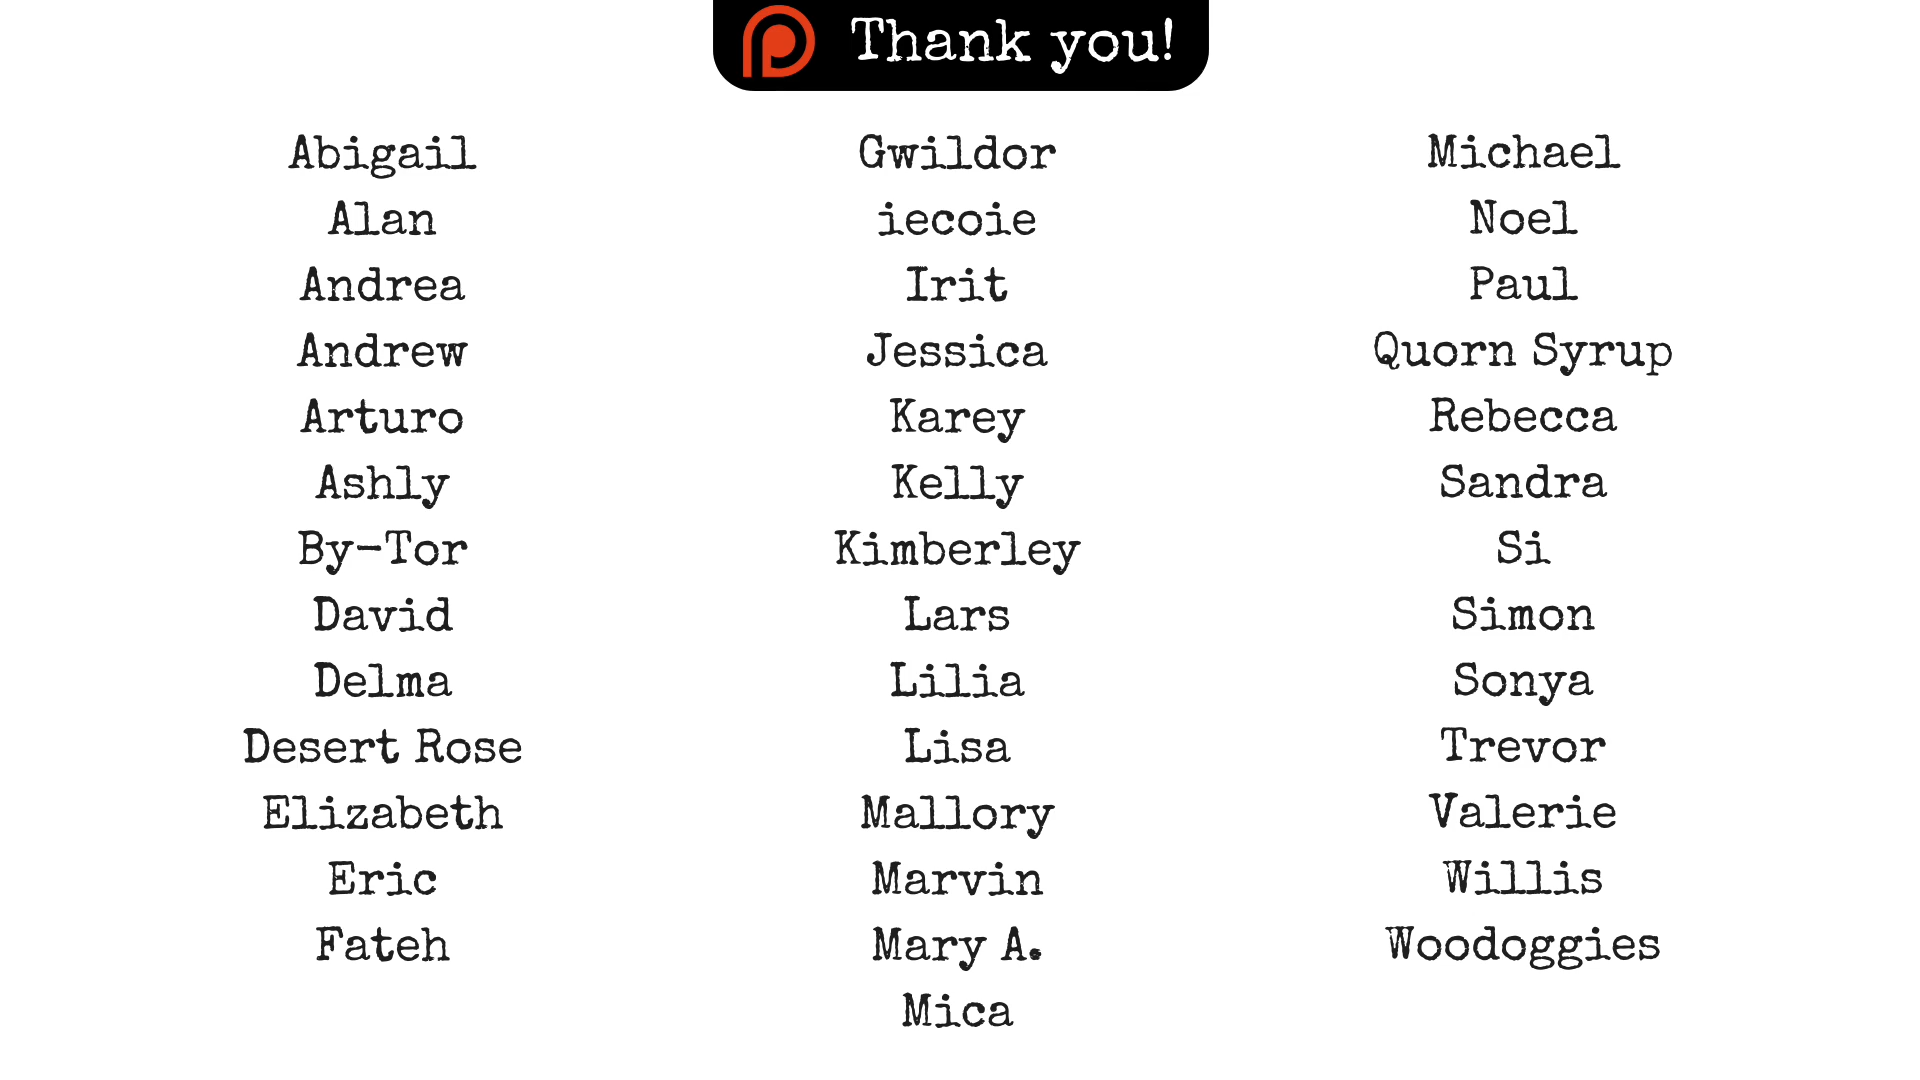 Thank you!
Abigail
Alan
Andrea
Andrew
Arturo
Ashly
By-Tor
David
Delma
Desert Rose
Elizabeth
Eric
Fateh
Gwildor
iecoie
Irit
Jessica
Karey
Kelly
Kimberley
Lars
Lilia
Lisa
Mallory
Marvin
Mary A.
Mica
Michael
Noel
Paul
Quorn Syrup
Rebecca
Sandra
Si
Simon
Sonya
Trevor
Valerie
Willis
Woodoggies